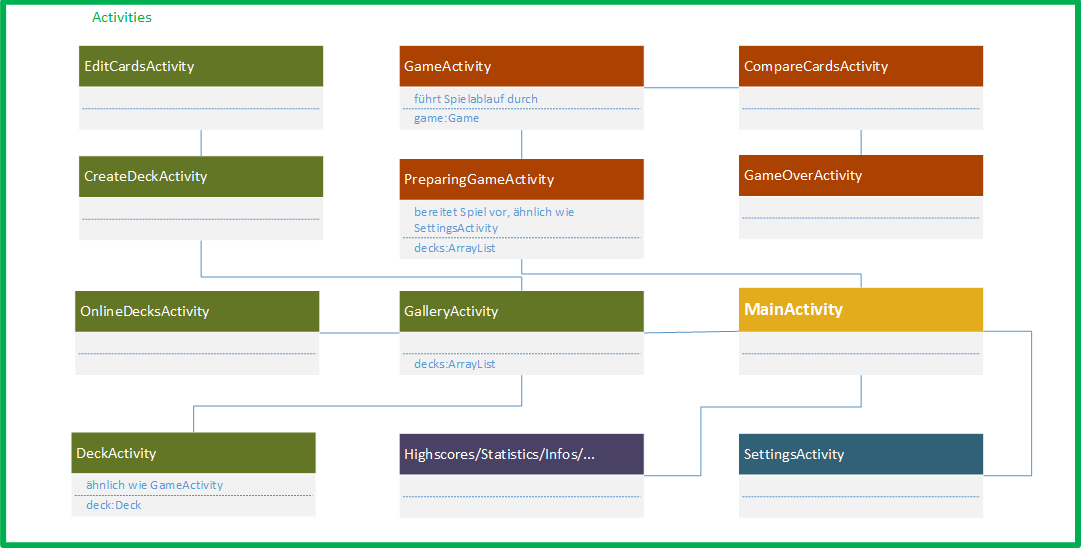 Activities
EditCardsActivity
GameActivity
führt Spielablauf durch
game:Game
CompareCardsActivity
CreateDeckActivity
PreparingGameActivity
bereitet Spiel vor, ähnlich wie
SettingsActivity
decks:ArrayList
GameOverActivity
OnlineDecksActivity
GalleryActivity
decks:ArrayList
MainActivity
DeckActivity
ähnlich wie GameActivity
deck:Deck
Highscores/Statistics/Infos/...
SettingsActivity